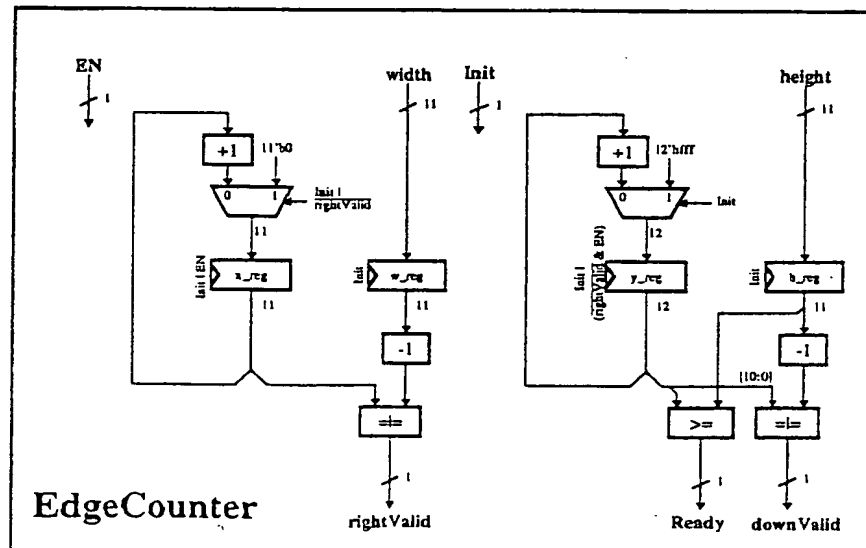 EN
1
width
11
Init
1
height
11
+1
11'b0
0 1
Init |
rightValid
11
Init | EN
x_reg
11
Init
w_reg
11
-1
=!=
1
rightValid
+1
12'hfff
0 1
Init
12
Init |
(rightValid & EN)
y_reg
12
Init
h_reg
11
-1
[10:0]
>=
=!=
1
1
Ready
downValid
EdgeCounter